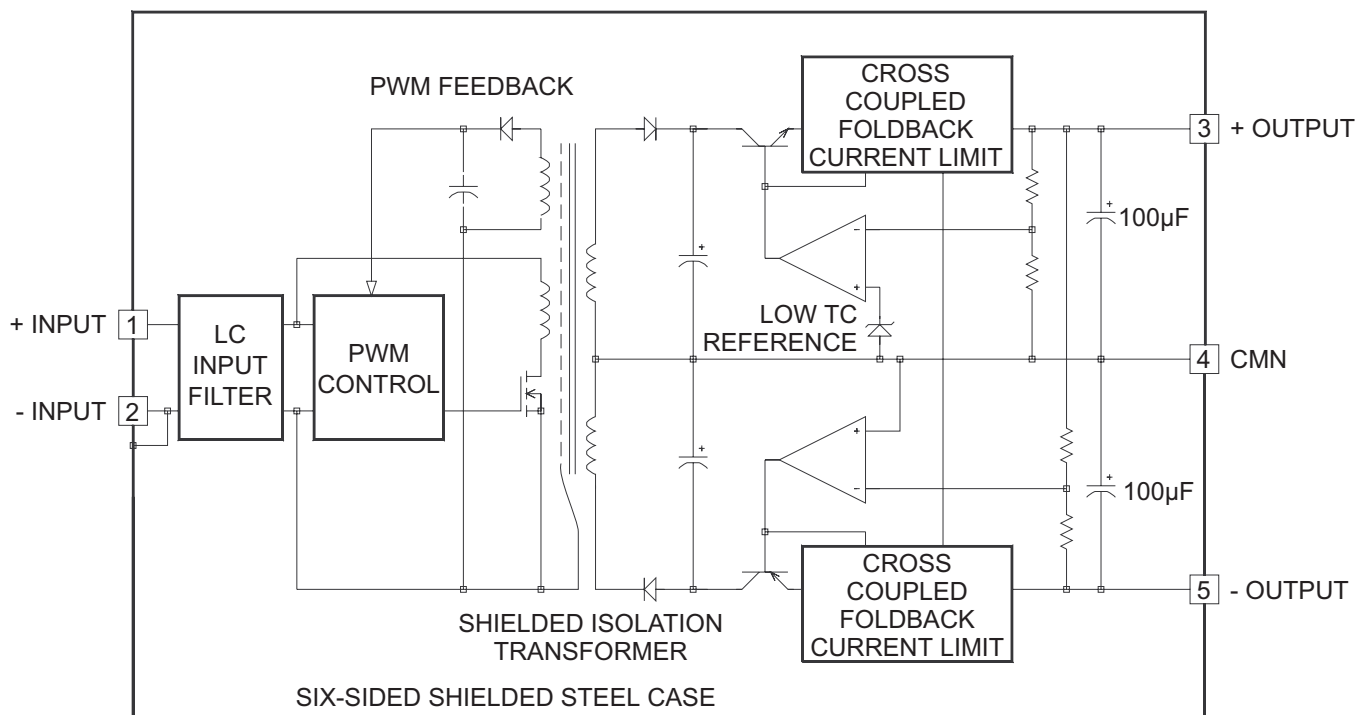 PWM FEEDBACK
CROSS
COUPLED
FOLDBACK
CURRENT LIMIT
3 + OUTPUT
+
+
100µF
+
−
+
LOW TC
REFERENCE
+ INPUT 1
LC
INPUT
FILTER
PWM
CONTROL
- INPUT 2
4 CMN
+
−
+
+
100µF
CROSS
COUPLED
FOLDBACK
CURRENT LIMIT
5 - OUTPUT
SHIELDED ISOLATION
TRANSFORMER
SIX-SIDED SHIELDED STEEL CASE